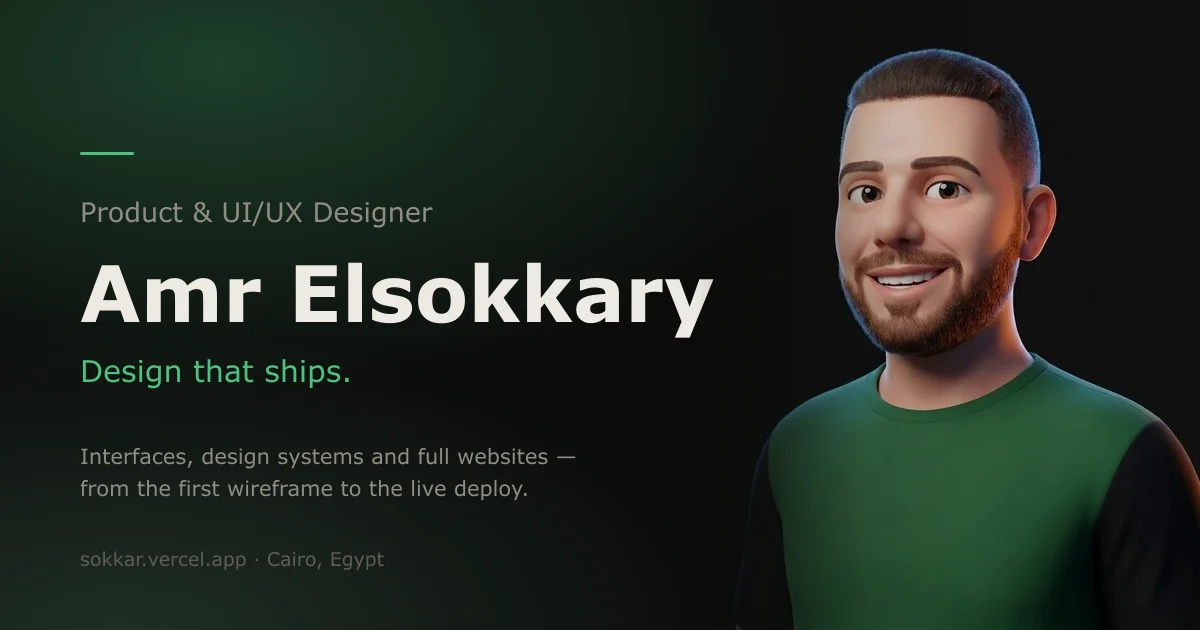 Product & UI/UX Designer
Amr Elsokkary
Design that ships.
Interfaces, design systems and full websites —
from the first wireframe to the live deploy.
sokkar.vercel.app · Cairo, Egypt